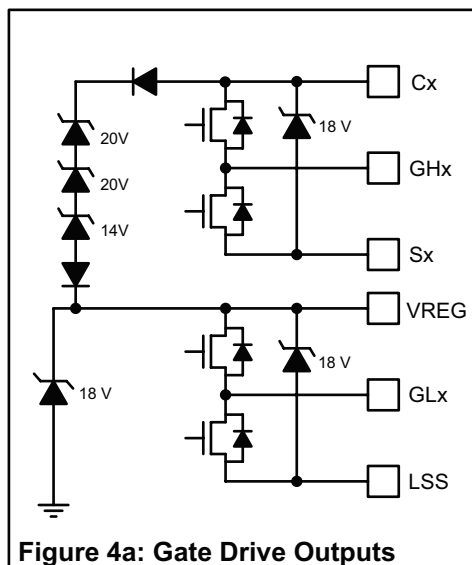 Cx
18 V
20V
GHx
20V
14V
Sx
VREG
18 V
18 V
GLx
LSS
Figure 4a: Gate Drive Outputs